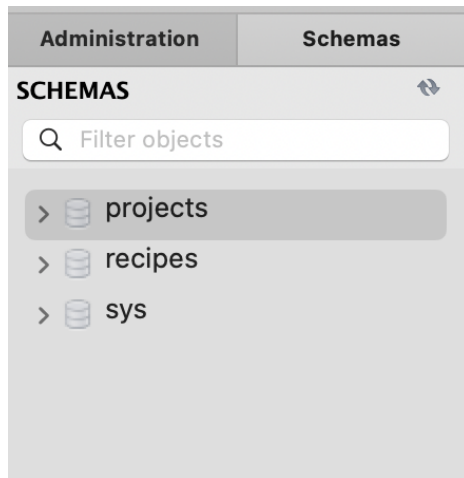 Administration Schemas
SCHEMAS
Filter objects
projects
recipes
sys